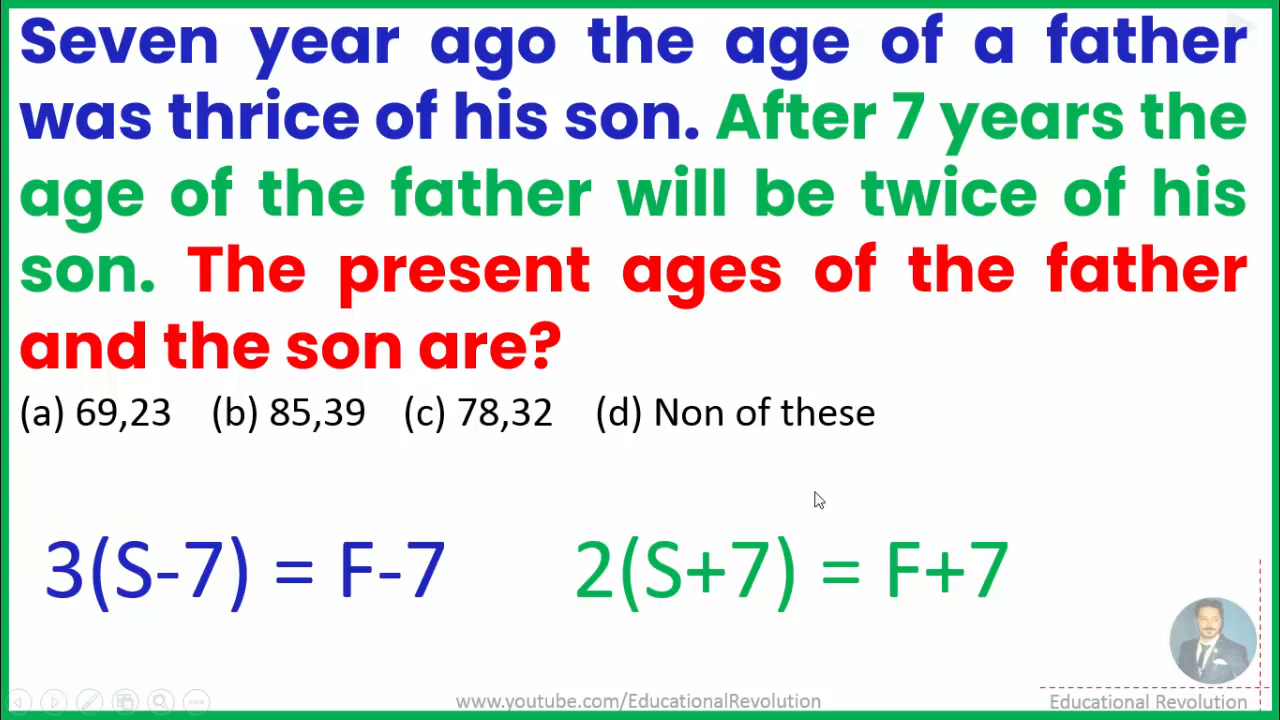 Seven year ago the age of a father
was thrice of his son. After 7 years the
age of the father will be twice of his
son. The present ages of the father
and the son are?
(a) 69,23 (b) 85,39 (c) 78,32 (d) Non of these
3(S-7) = F-7 2(S+7) = F+7
www.youtube.com/EducationalRevolution Educational Revolution